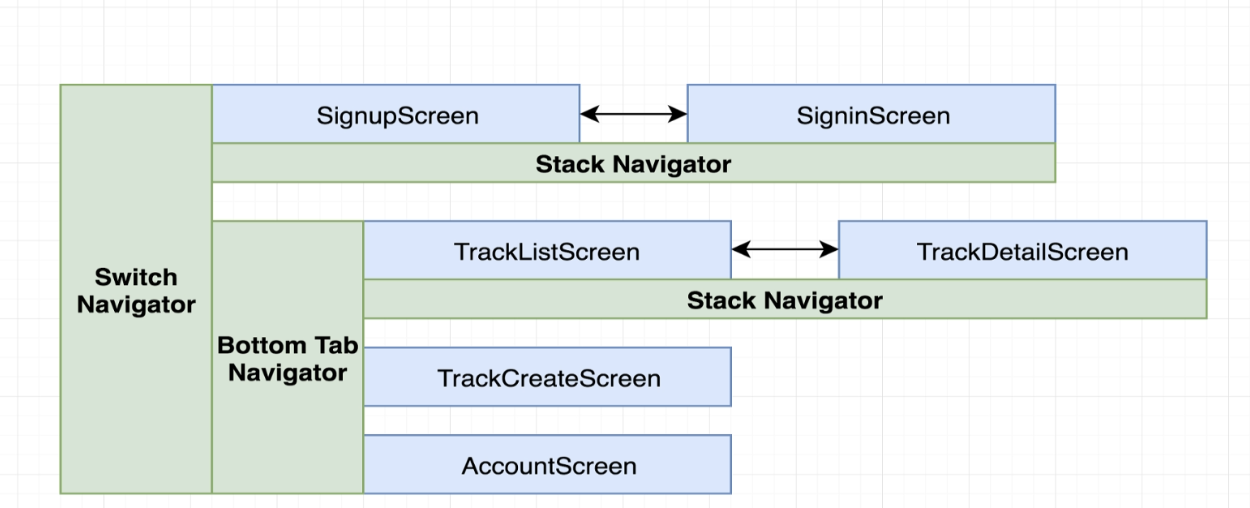 SignupScreen
SigninScreen
Stack Navigator
Switch
Navigator
TrackListScreen
TrackDetailScreen
Stack Navigator
Bottom Tab
Navigator
TrackCreateScreen
AccountScreen